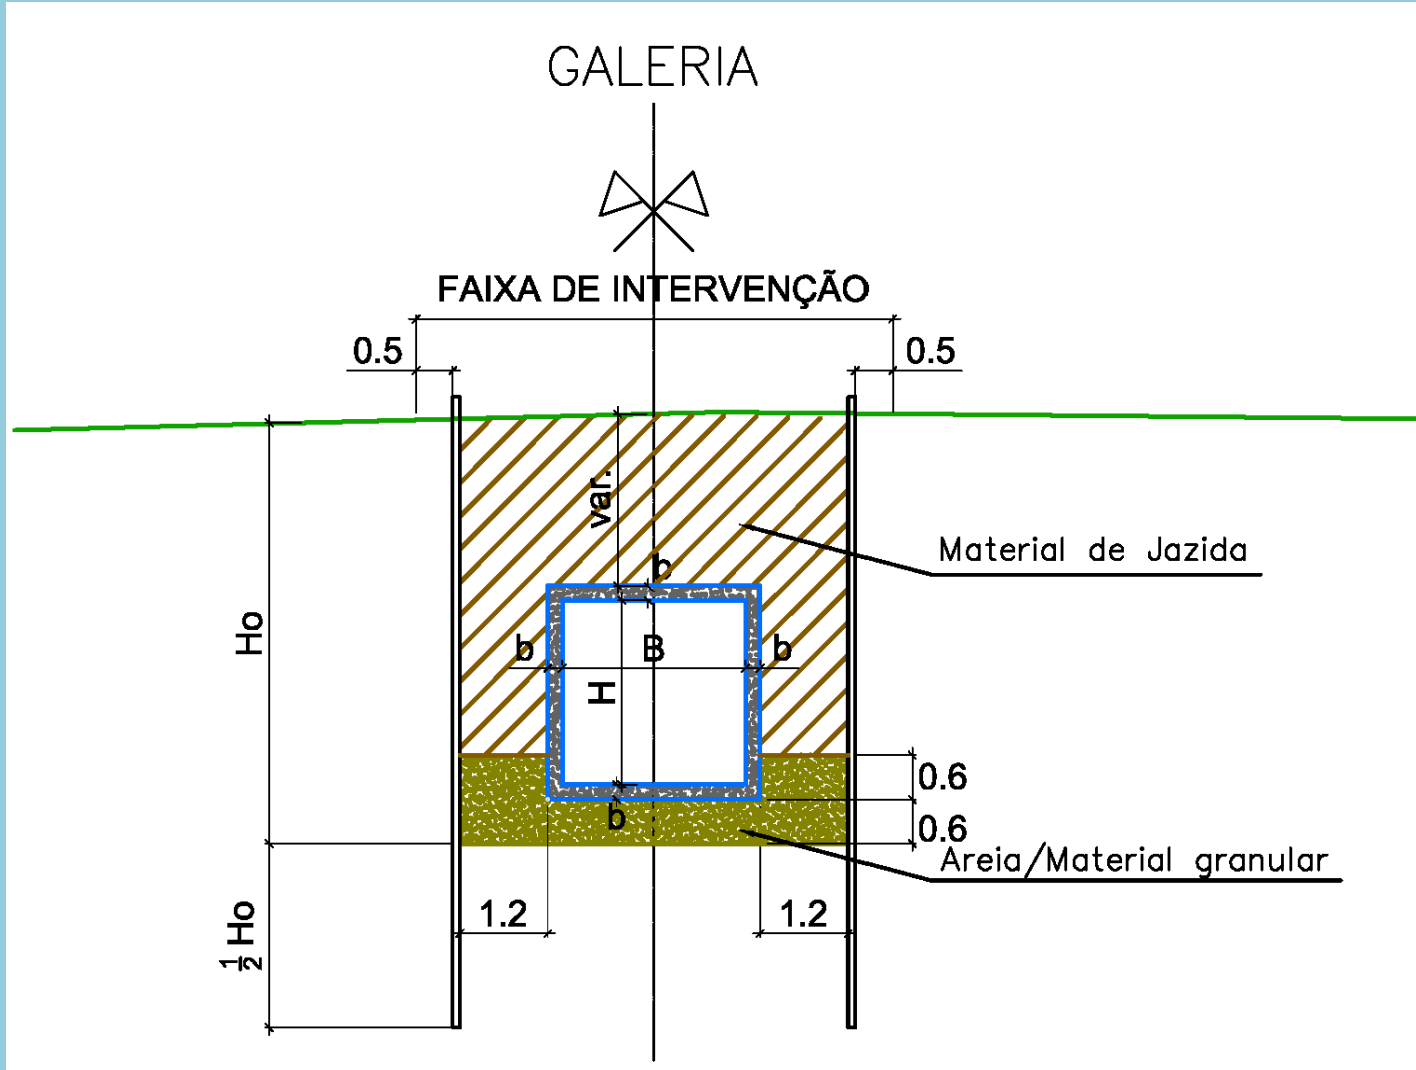 GALERIA
FAIXA DE INTERVENÇÃO
0.5
0.5
var.
Material de Jazida
b
Ho
b
B
b
H
0.6
b
0.6
Areia/Material granular
1.2
1.2
1/2 Ho